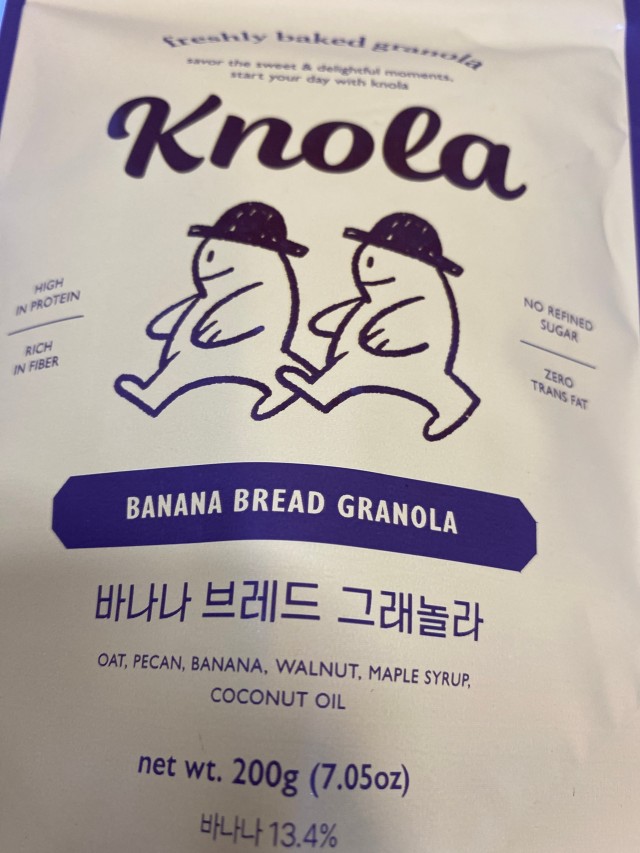 freshly baked granola
savor the sweet & delightful moments,
start your day with knola
Knola
HIGH
IN PROTEIN
RICH
IN FIBER
NO REFINED
SUGAR
ZERO
TRANS FAT
BANANA BREAD GRANOLA
바나나 브레드 그래놀라
OAT, PECAN, BANANA, WALNUT, MAPLE SYRUP,
COCONUT OIL
net wt. 200g (7.05oz)
바나나 13.4%